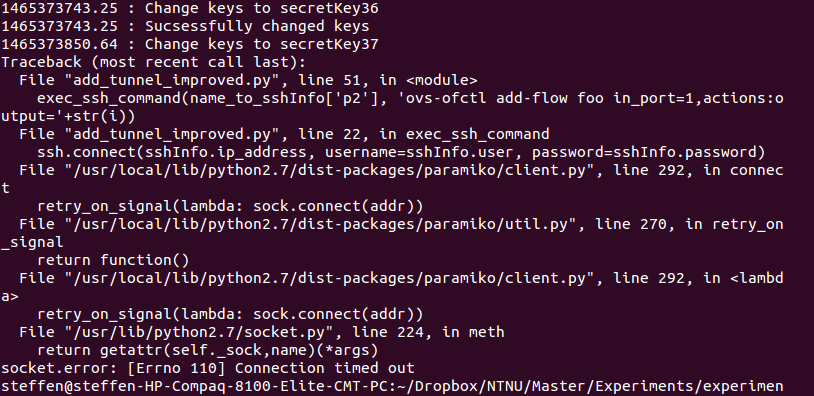 1465373743.25 : Change keys to secretKey36
1465373743.25 : Sucsessfully changed keys
1465373850.64 : Change keys to secretKey37
Traceback (most recent call last):
  File "add_tunnel_improved.py", line 51, in <module>
    exec_ssh_command(name_to_sshInfo['p2'], 'ovs-ofctl add-flow foo in_port=1,actions:o
utput='+str(i))
  File "add_tunnel_improved.py", line 22, in exec_ssh_command
    ssh.connect(sshInfo.ip_address, username=sshInfo.user, password=sshInfo.password)
  File "/usr/local/lib/python2.7/dist-packages/paramiko/client.py", line 292, in connec
t
    retry_on_signal(lambda: sock.connect(addr))
  File "/usr/local/lib/python2.7/dist-packages/paramiko/util.py", line 270, in retry_on
_signal
    return function()
  File "/usr/local/lib/python2.7/dist-packages/paramiko/client.py", line 292, in <lambd
a>
    retry_on_signal(lambda: sock.connect(addr))
  File "/usr/lib/python2.7/socket.py", line 224, in meth
    return getattr(self._sock,name)(*args)
socket.error: [Errno 110] Connection timed out
steffen@steffen-HP-Compaq-8100-Elite-CMT-PC:~/Dropbox/NTNU/Master/Experiments/experimen